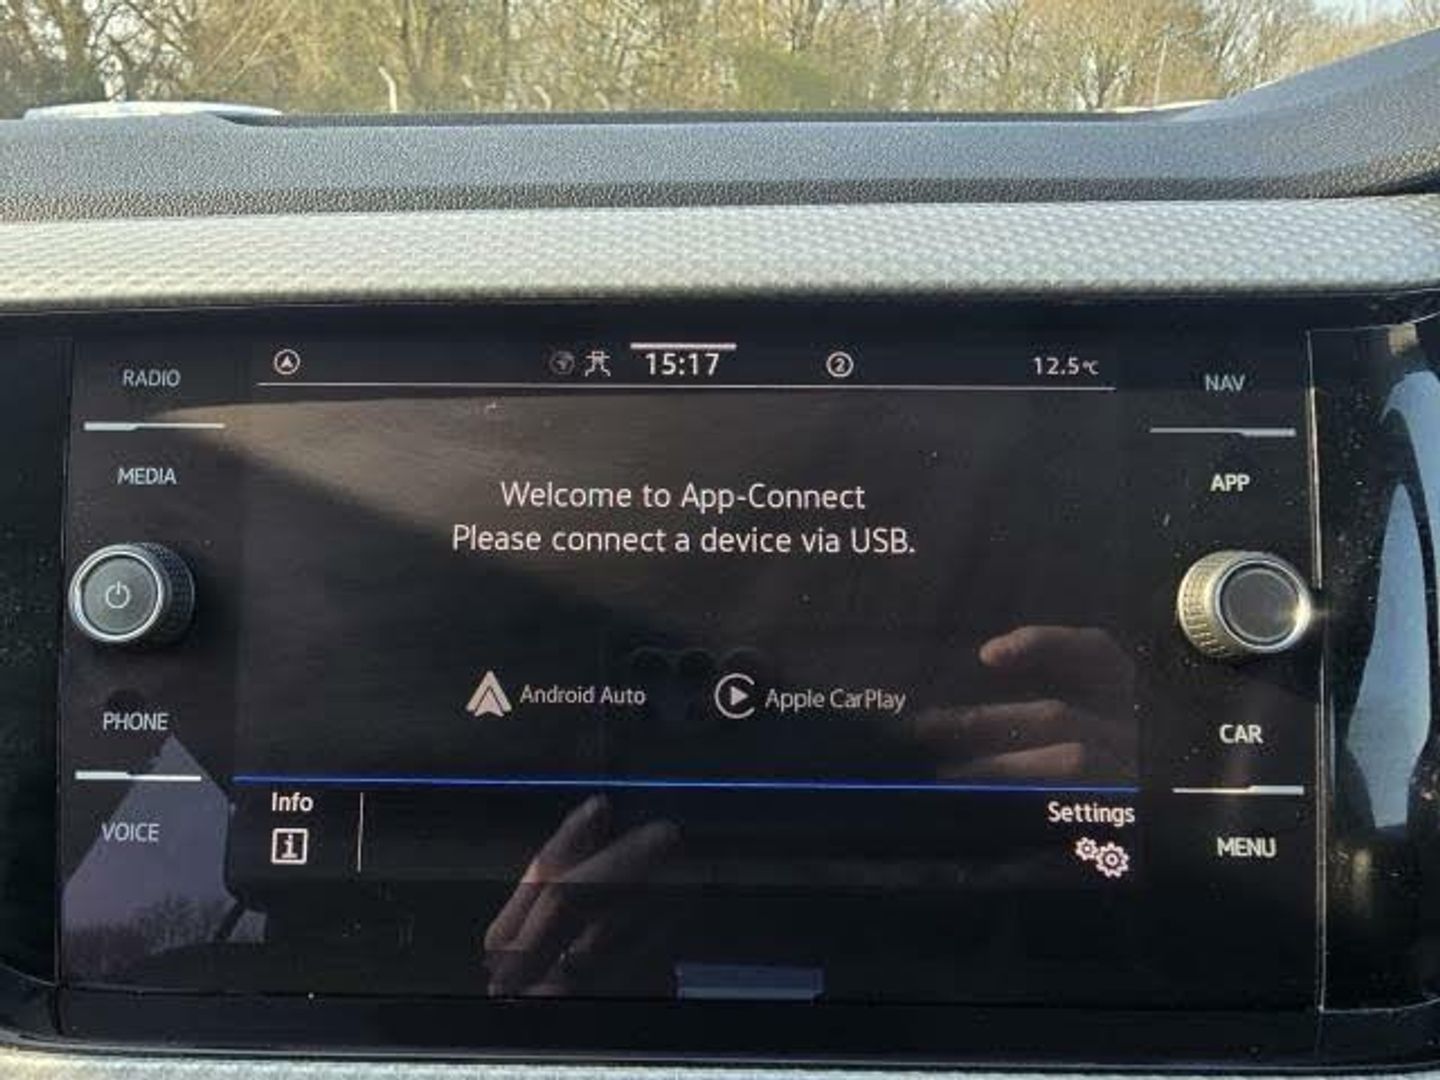 RADIO
15:17
2
12.5°C
NAV
MEDIA
APP
Welcome to App-Connect
Please connect a device via USB.
Android Auto
Apple CarPlay
PHONE
CAR
Info
Settings
VOICE
MENU